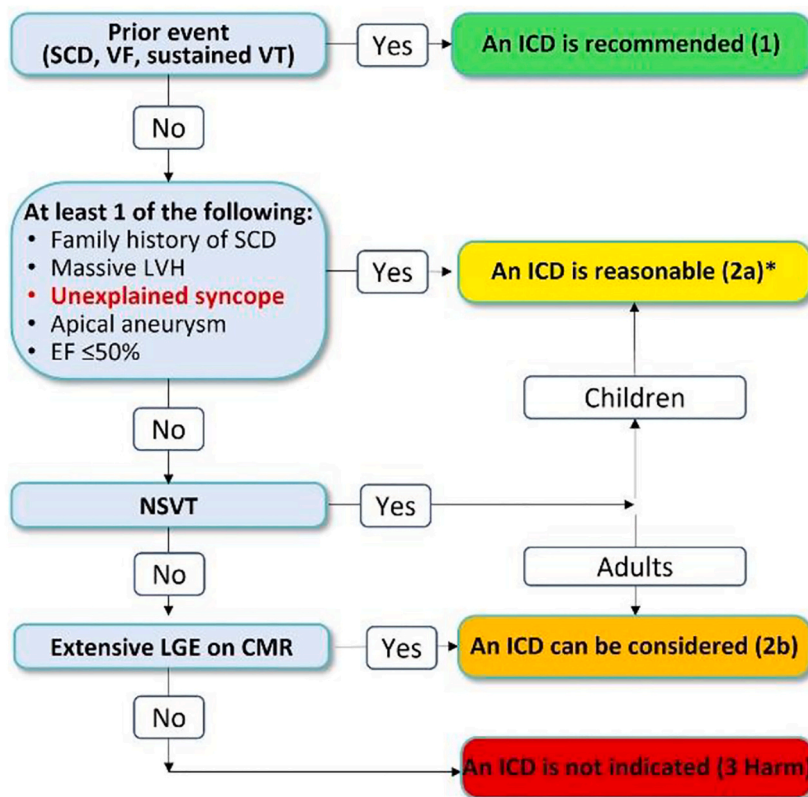 Prior event
(SCD, VF, sustained VT)
Yes
An ICD is recommended (1)
No
At least 1 of the following:
• Family history of SCD
• Massive LVH
• Unexplained syncope
• Apical aneurysm
• EF ≤50%
Yes
An ICD is reasonable (2a)*
Children
No
NSVT
Yes
No
Adults
Extensive LGE on CMR
Yes
An ICD can be considered (2b)
No
An ICD is not indicated (3 Harm)